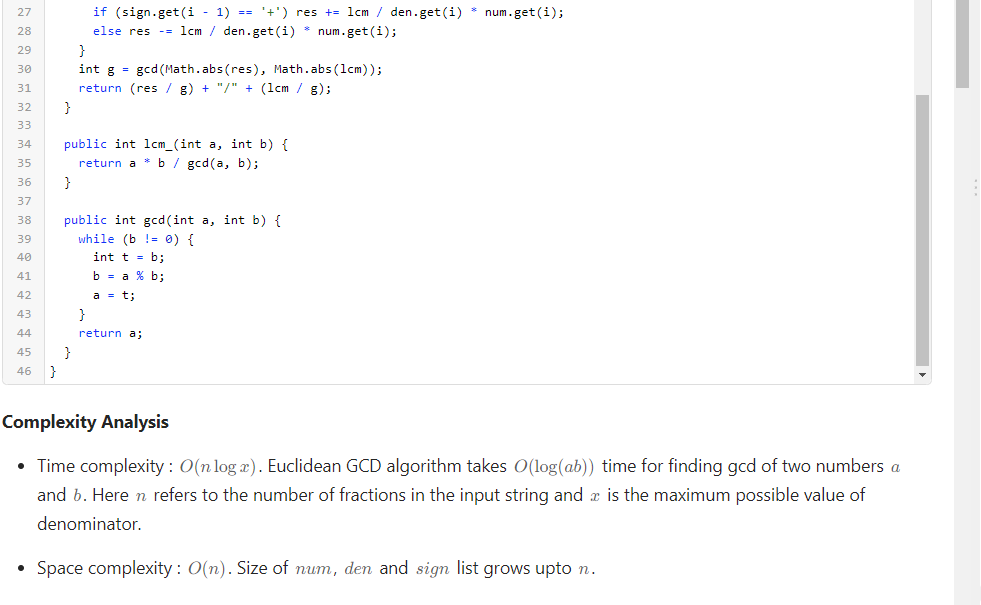 27 if (sign.get(i - 1) == '+') res += lcm / den.get(i) * num.get(i);
28 else res -= lcm / den.get(i) * num.get(i);
29 }
30 int g = gcd(Math.abs(res), Math.abs(lcm));
31 return (res / g) + "/" + (lcm / g);
32 }
33
34 public int lcm_(int a, int b) {
35 return a * b / gcd(a, b);
36 }
37
38 public int gcd(int a, int b) {
39 while (b != 0) {
40 int t = b;
41 b = a % b;
42 a = t;
43 }
44 return a;
45 }
46 }
Complexity Analysis
• Time complexity : O(n log x). Euclidean GCD algorithm takes O(log(ab)) time for finding gcd of two numbers a
and b. Here n refers to the number of fractions in the input string and x is the maximum possible value of
denominator.
• Space complexity : O(n). Size of num, den and sign list grows upto n.